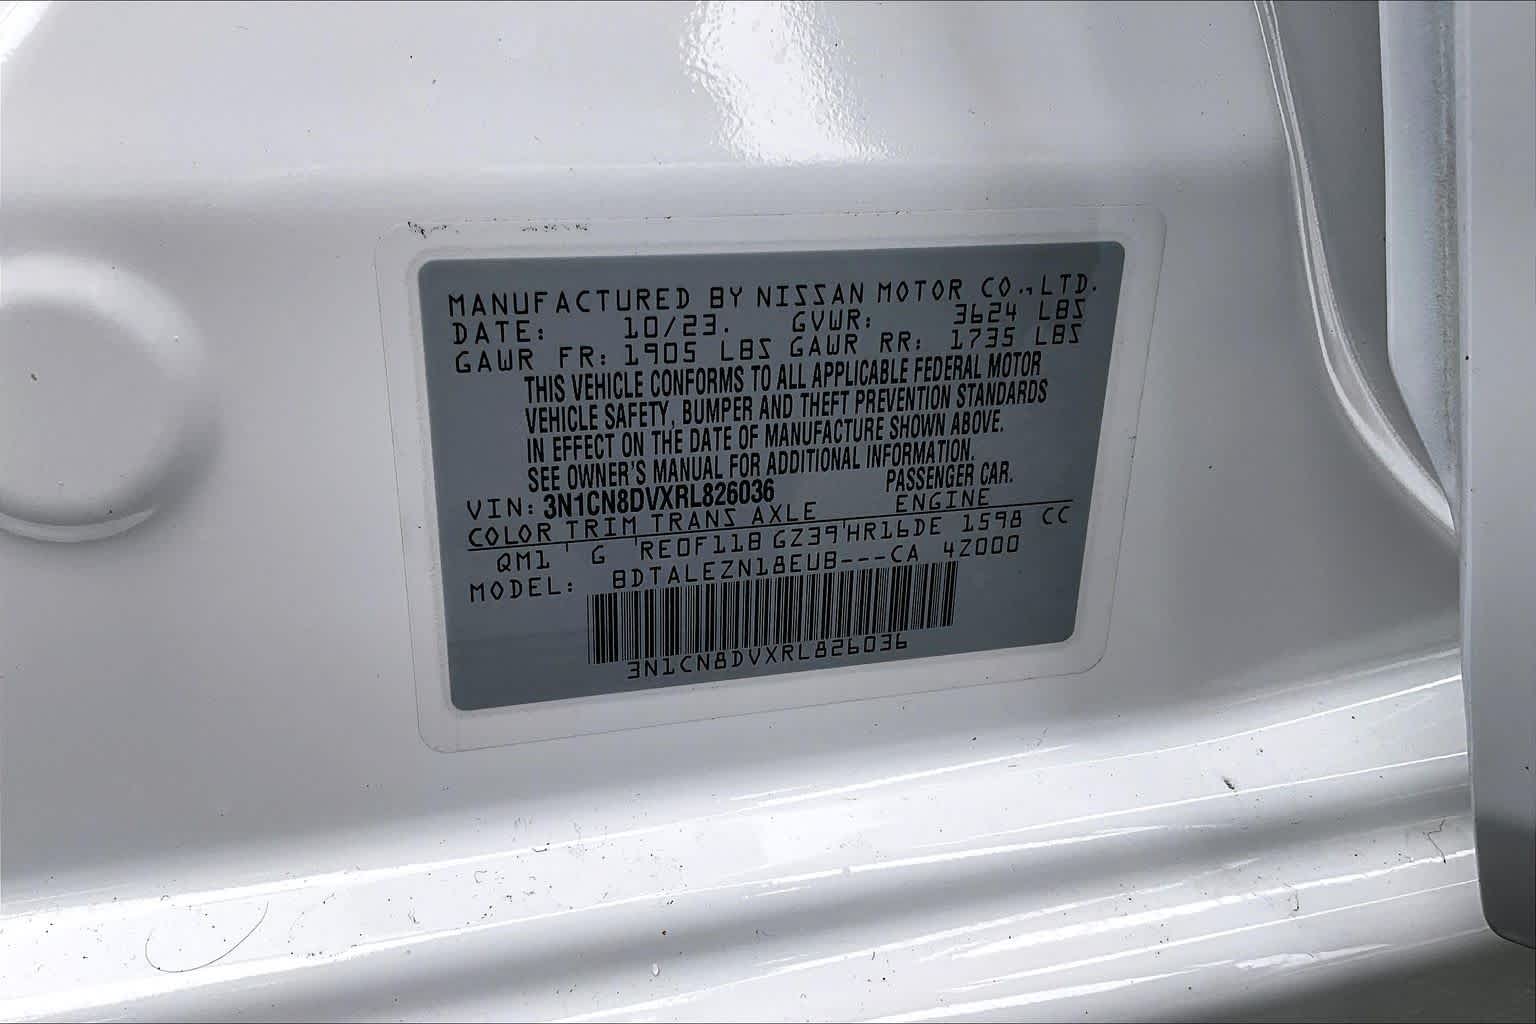 MANUFACTURED BY NISSAN MOTOR CO.,LTD.
DATE: 10/23. GVWR: 3624 LBS
GAWR FR: 1905 LBS GAWR RR: 1735 LBS
THIS VEHICLE CONFORMS TO ALL APPLICABLE FEDERAL MOTOR
VEHICLE SAFETY, BUMPER AND THEFT PREVENTION STANDARDS
IN EFFECT ON THE DATE OF MANUFACTURE SHOWN ABOVE.
SEE OWNER'S MANUAL FOR ADDITIONAL INFORMATION.
VIN: 3N1CN8DVXRL826036 PASSENGER CAR.
COLOR TRIM TRANS AXLE ENGINE
QM1 ' G 'RE0F11B GZ39'HR16DE 1598 CC
MODEL: BDTALEZN18EUB---CA 4Z000
3N1CN8DVXRL826036